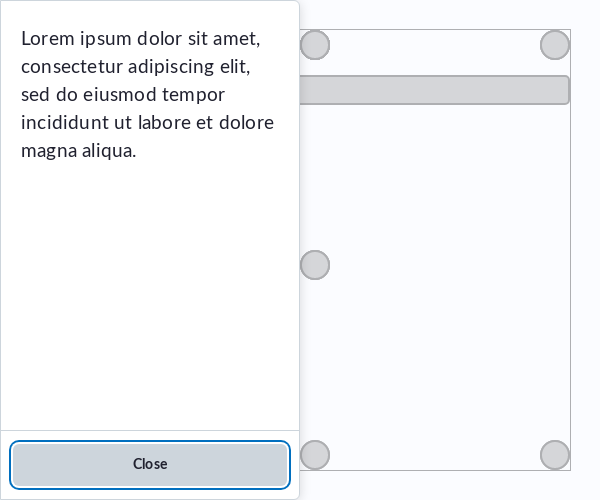 Lorem ipsum dolor sit amet,
consectetur adipiscing elit,
sed do eiusmod tempor
incididunt ut labore et dolore
magna aliqua.
Close